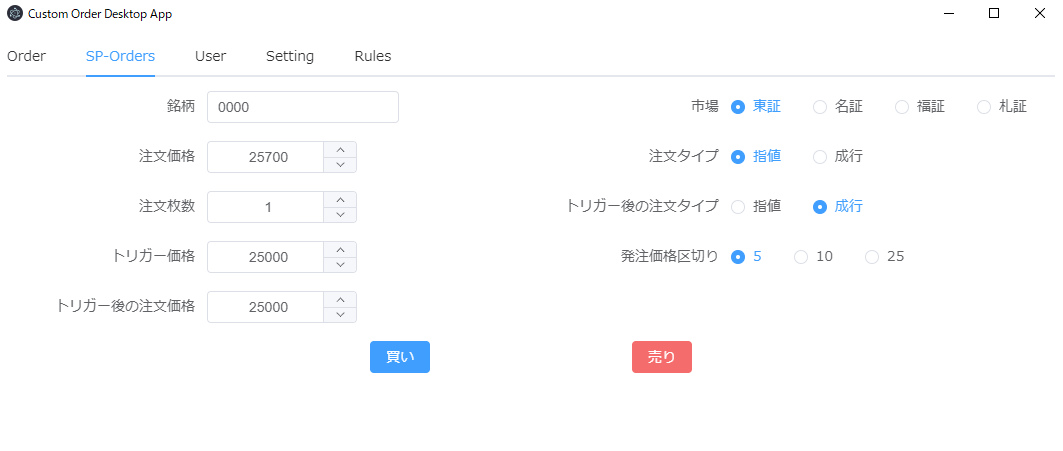 Custom Order Desktop App
Order SP-Orders User Setting Rules
銘柄 0000 市場 東証 名証 福証 札証
注文価格 25700 注文タイプ 指値 成行
注文枚数 1 トリガー後の注文タイプ 指値 成行
トリガー価格 25000 発注価格区切り 5 10 25
トリガー後の注文価格 25000
買い 売り